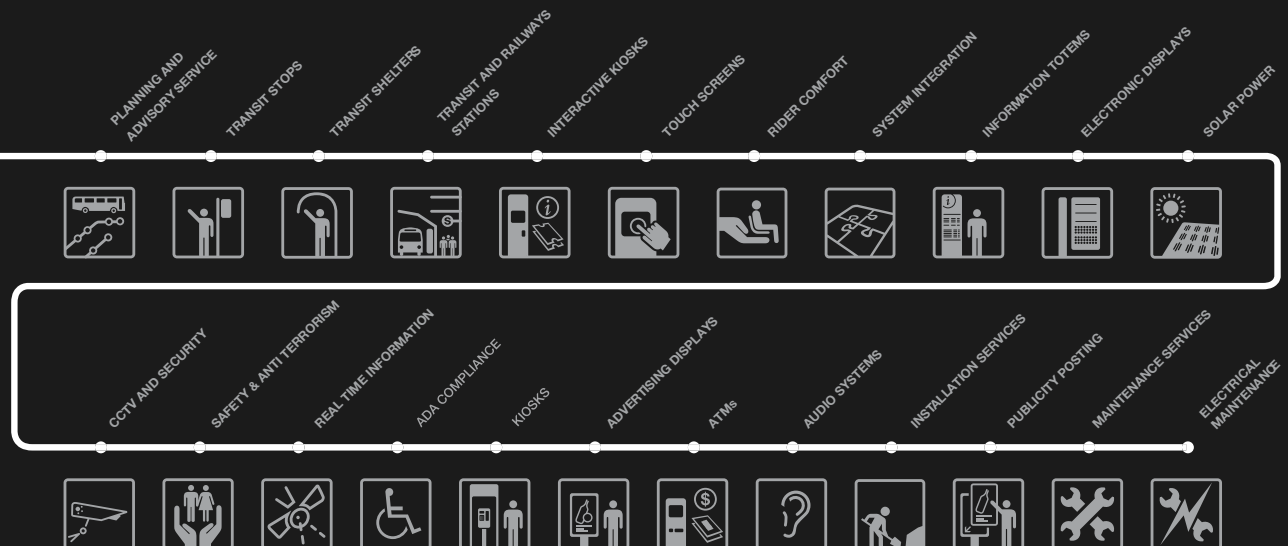 PLANNING AND
ADVISORY SERVICE
TRANSIT STOPS
TRANSIT SHELTERS
TRANSIT AND RAILWAYS
STATIONS
INTERACTIVE KIOSKS
TOUCH SCREENS
RIDER COMFORT
SYSTEM INTEGRATION
INFORMATION TOTEMS
ELECTRONIC DISPLAYS
SOLAR POWER
i
$
i
$
CCTV AND SECURITY
SAFETY & ANTI TERRORISM
REAL TIME INFORMATION
ADA COMPLIANCE
KIOSKS
ADVERTISING DISPLAYS
ATMs
AUDIO SYSTEMS
INSTALLATION SERVICES
PUBLICITY POSTING
MAINTENANCE SERVICES
ELECTRICAL
MAINTENANCE